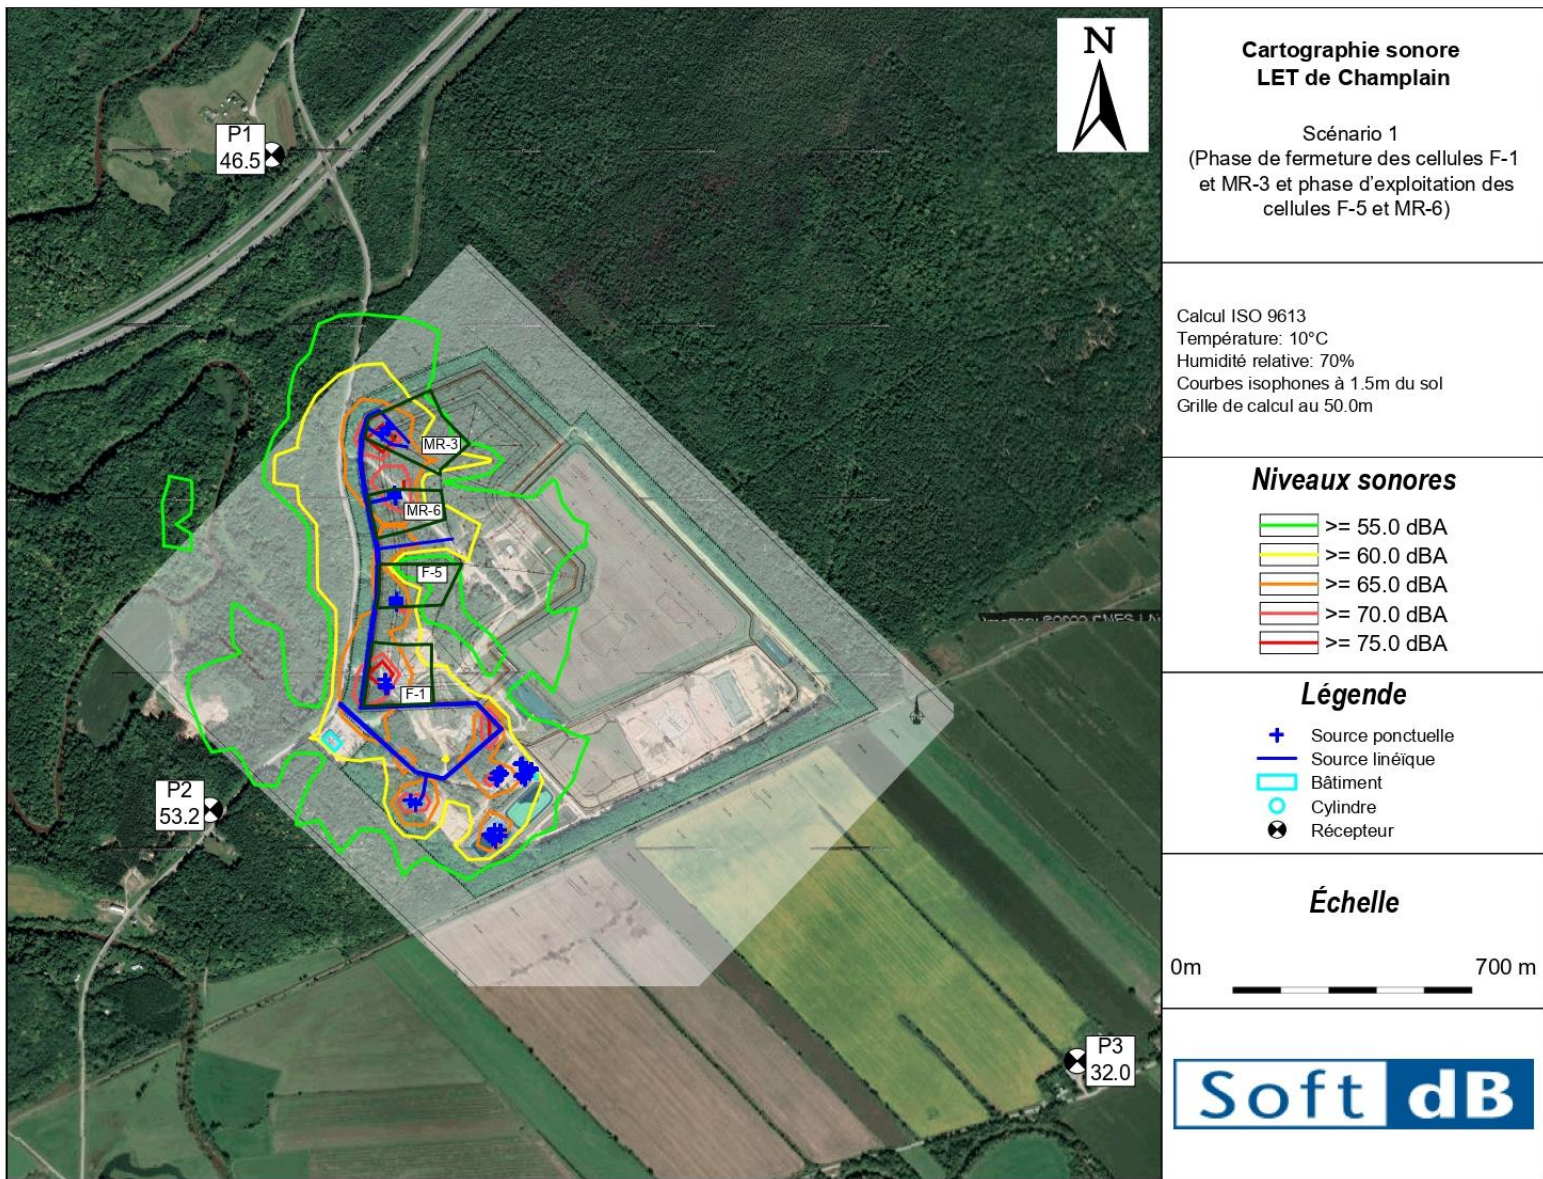 N
P1
46.5
MR-3
MR-6
F-5
F-1
P2
53.2
P3
32.0
Cartographie sonore
LET de Champlain
Scénario 1
(Phase de fermeture des cellules F-1
et MR-3 et phase d'exploitation des
cellules F-5 et MR-6)
Calcul ISO 9613
Température: 10°C
Humidité relative: 70%
Courbes isophones à 1.5m du sol
Grille de calcul au 50.0m
Niveaux sonores
>= 55.0 dBA
>= 60.0 dBA
>= 65.0 dBA
>= 70.0 dBA
>= 75.0 dBA
Légende
Source ponctuelle
Source linéïque
Bâtiment
Cylindre
Récepteur
Échelle
0m 700 m
Soft dB